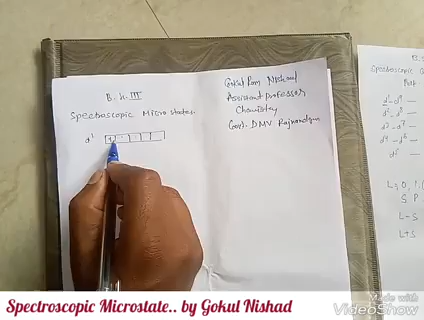 B.Sc III
Spectroscopic Micro states.
d¹
Gokul Ram Nishad
Assistant professor
Chemistry
Govt. DMV Rajnandgaon
Spectroscopic
d¹-d⁹ —
d²-d⁸ —
d³-d⁷ —
d⁴-d⁶ —
d⁵ —
L=0, 1,
S P
L-S
L+S
Spectroscopic Microstate.. by Gokul Nishad
Made with
VideoShow